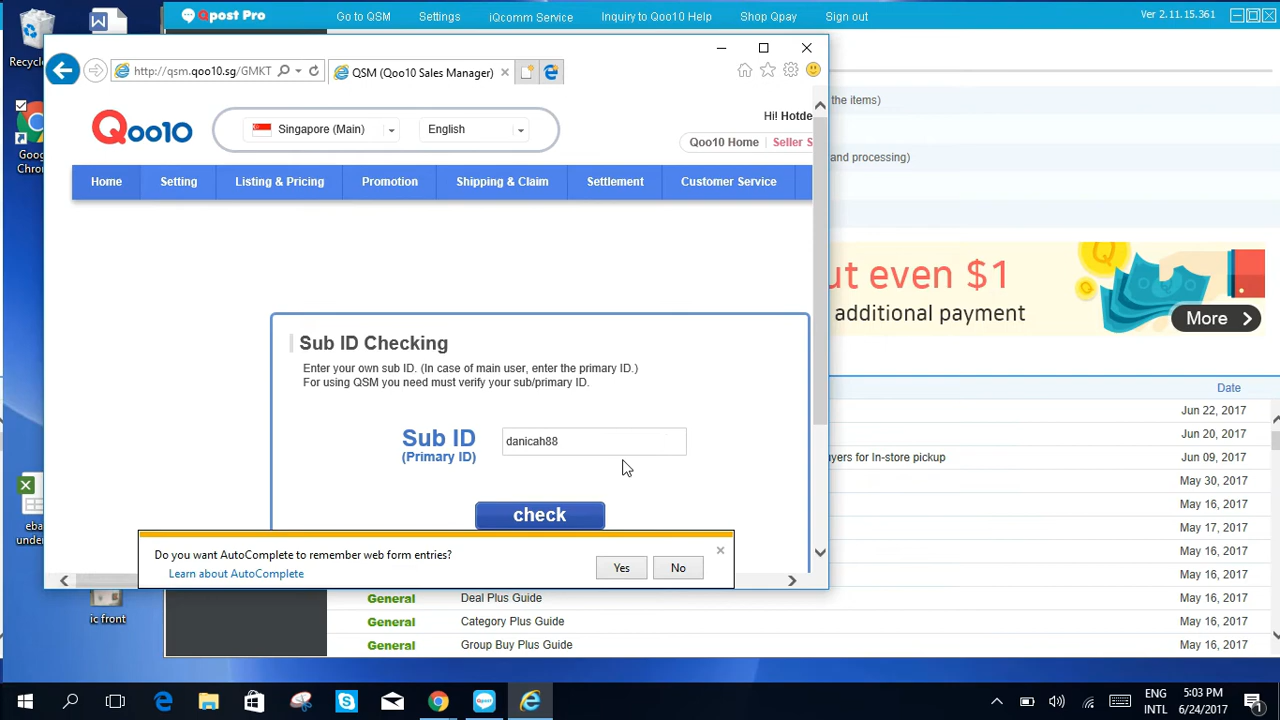 Qpost Pro
Go to QSM Settings iQcomm Service Inquiry to Qoo10 Help Shop Qpay Sign out
Ver 2.11.15.361
Recycl
http://qsm.qoo10.sg/GMKT
QSM (Qoo10 Sales Manager)
the items)
Goog
Chron
Qoo10
Singapore (Main)
English
Hi! Hotde
Qoo10 Home | Seller S
and processing)
Home Setting Listing & Pricing Promotion Shipping & Claim Settlement Customer Service
ut even $1
additional payment
More
Sub ID Checking
Enter your own sub ID. (In case of main user, enter the primary ID.)
For using QSM you need must verify your sub/primary ID.
Sub ID
(Primary ID)
danicah88
check
Date
Jun 22, 2017
Jun 20, 2017
uyers for In-store pickup Jun 09, 2017
May 30, 2017
May 16, 2017
May 17, 2017
May 16, 2017
eba
unde
Do you want AutoComplete to remember web form entries?
Learn about AutoComplete
Yes
No
ic front
General Deal Plus Guide May 16, 2017
General Category Plus Guide May 16, 2017
General Group Buy Plus Guide May 16, 2017
ENG
INTL
5:03 PM
6/24/2017
1